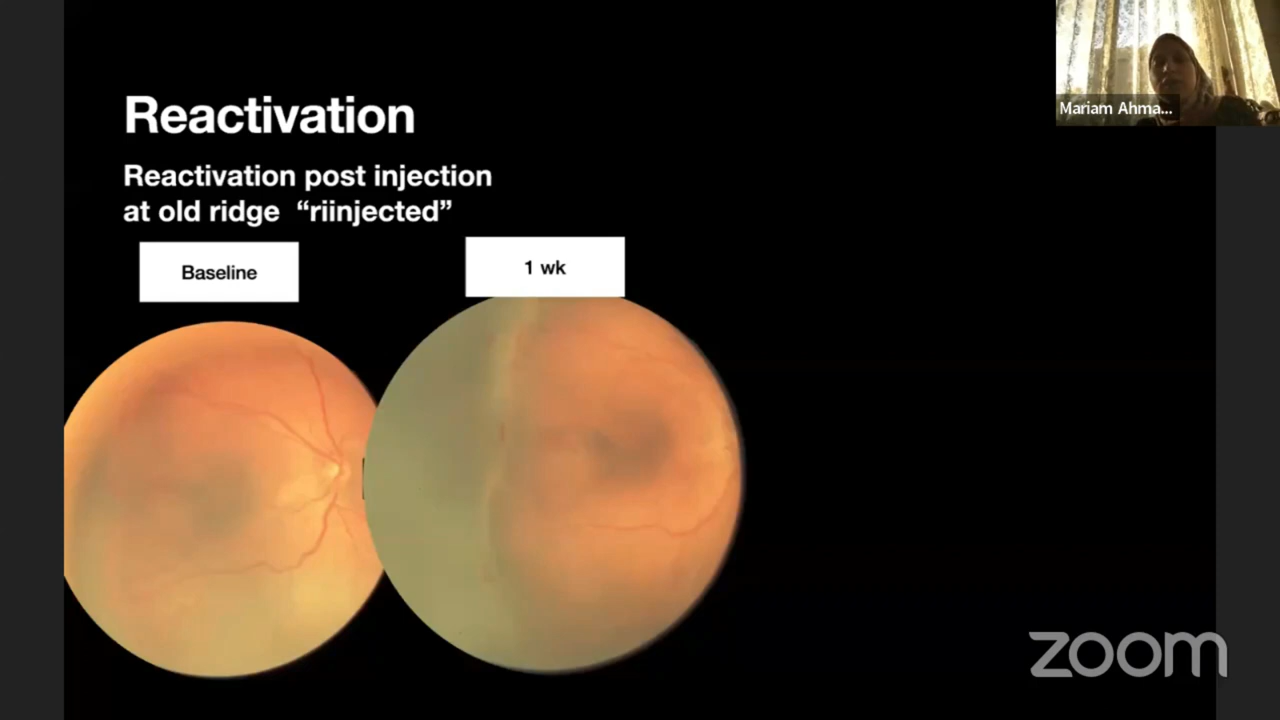 Mariam Ahma...
Reactivation
Reactivation post injection
at old ridge “riinjected”
Baseline
1 wk
zoom